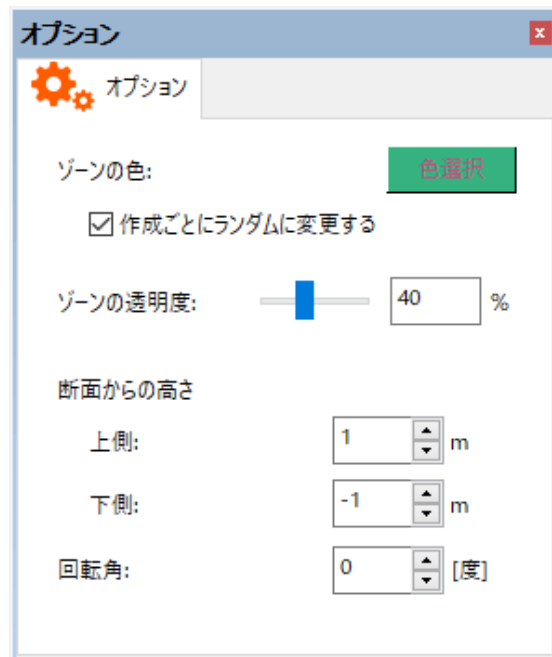 オプション
オプション
ゾーンの色: 色選択
作成ごとにランダムに変更する
ゾーンの透明度: 40 %
断面からの高さ
上側: 1 m
下側: -1 m
回転角: 0 [度]